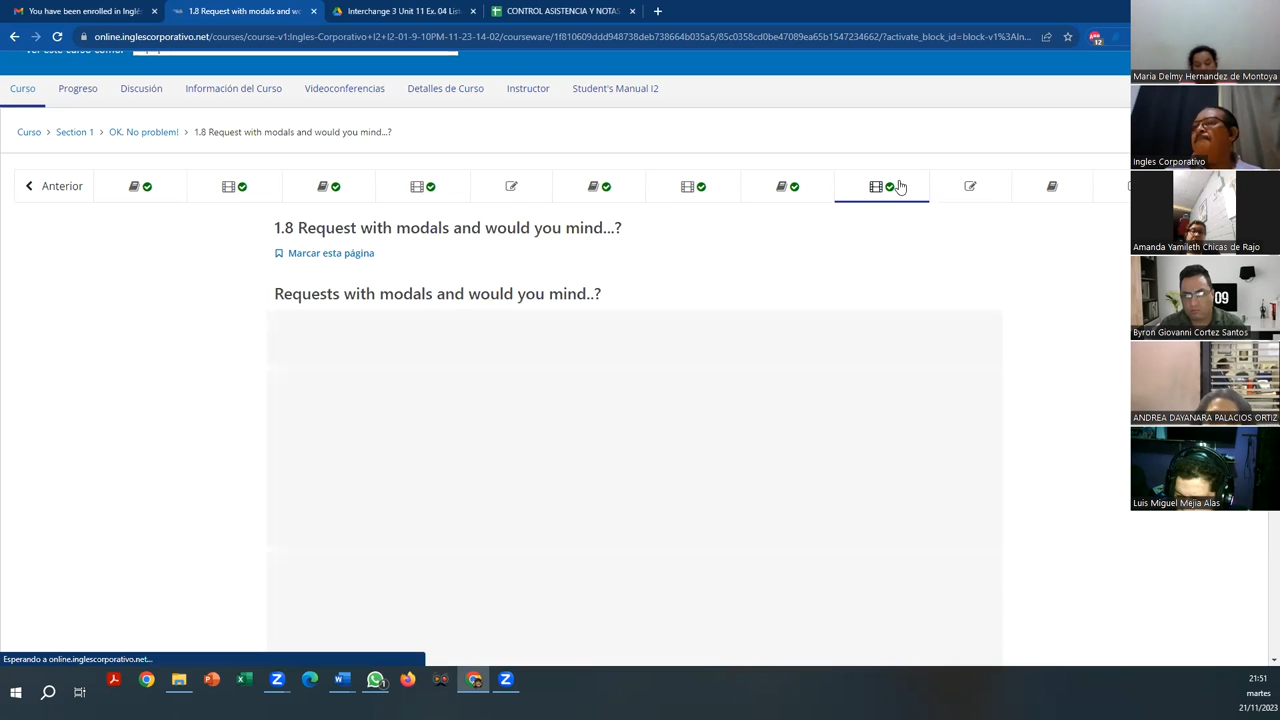 You have been enrolled in Inglé
1.8 Request with modals and wo
Interchange 3 Unit 11 Ex. 04 List
CONTROL ASISTENCIA Y NOTAS
online.inglescorporativo.net/courses/course-v1:Ingles-Corporativo+I2+I2-01-9-10PM-11-23-14-02/courseware/1f810609ddd948738deb738664b035a5/85c0358cd0be47089ea65b1547234662/?activate_block_id=block-v1%3AIn...
12
Curso
Progreso
Discusión
Información del Curso
Videoconferencias
Detalles de Curso
Instructor
Student's Manual I2
Curso > Section 1 > OK. No problem! > 1.8 Request with modals and would you mind...?
Anterior
1.8 Request with modals and would you mind...?
Marcar esta página
Requests with modals and would you mind..?
Maria Delmy Hernandez de Montoya
Ingles Corporativo
Amanda Yamileth Chicas de Rajo
09
Byron Giovanni Cortez Santos
ANDREA DAYANARA PALACIOS ORTIZ
Luis Miguel Mejia Alas
Esperando a online.inglescorporativo.net...
21:51
martes
21/11/2023